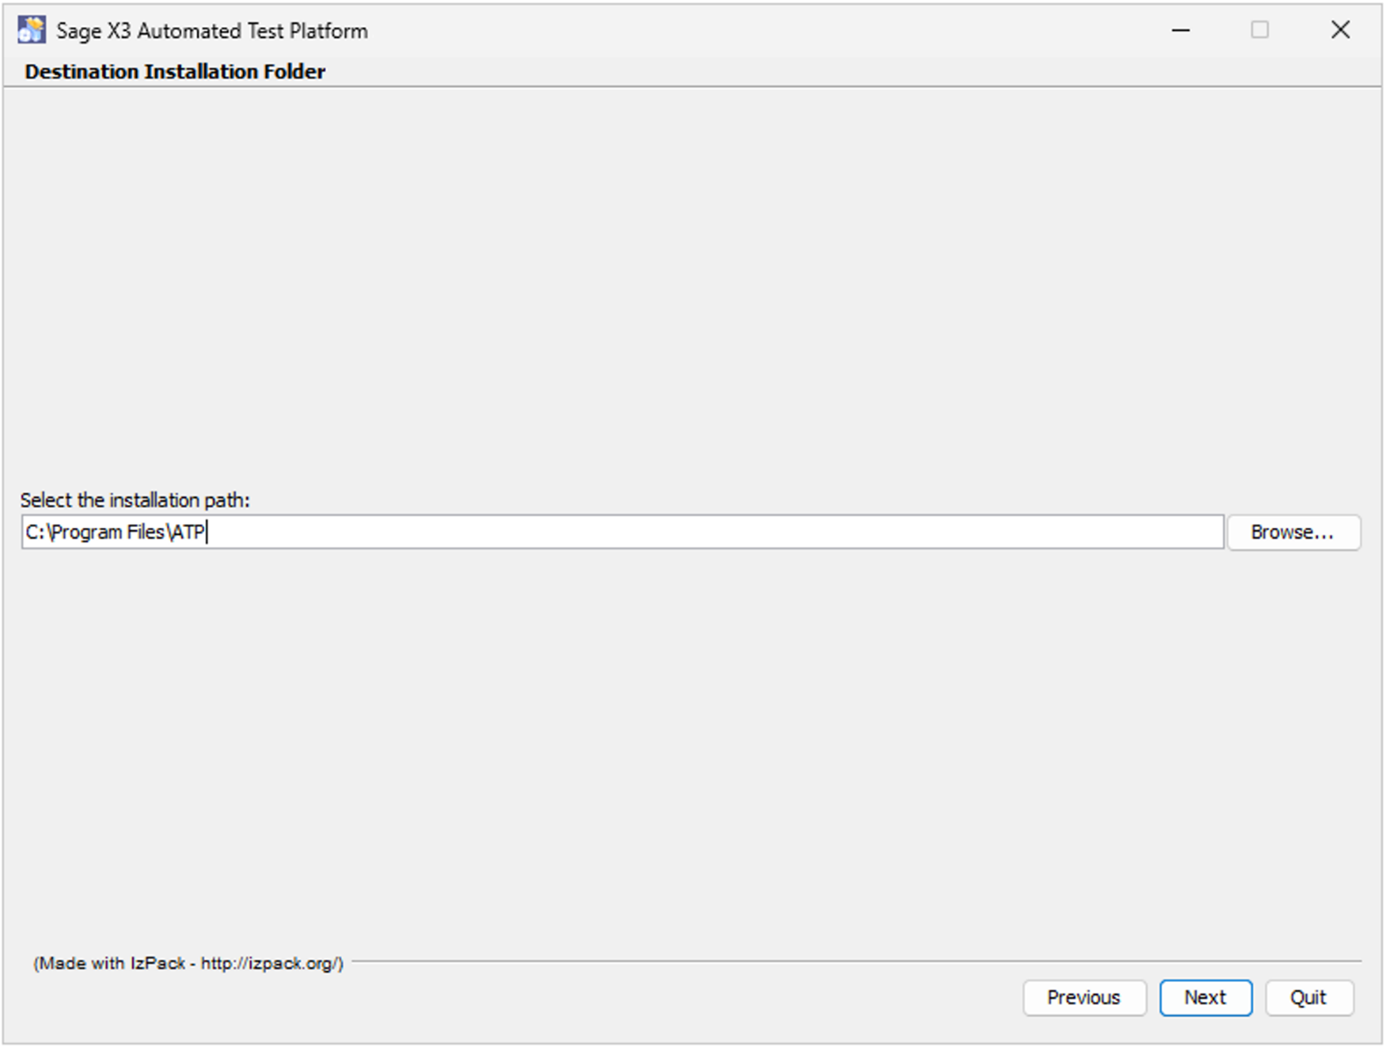 Sage X3 Automated Test Platform
Destination Installation Folder
Select the installation path:
C:\Program Files\ATP
Browse...
(Made with IzPack - http://izpack.org/)
Previous
Next
Quit